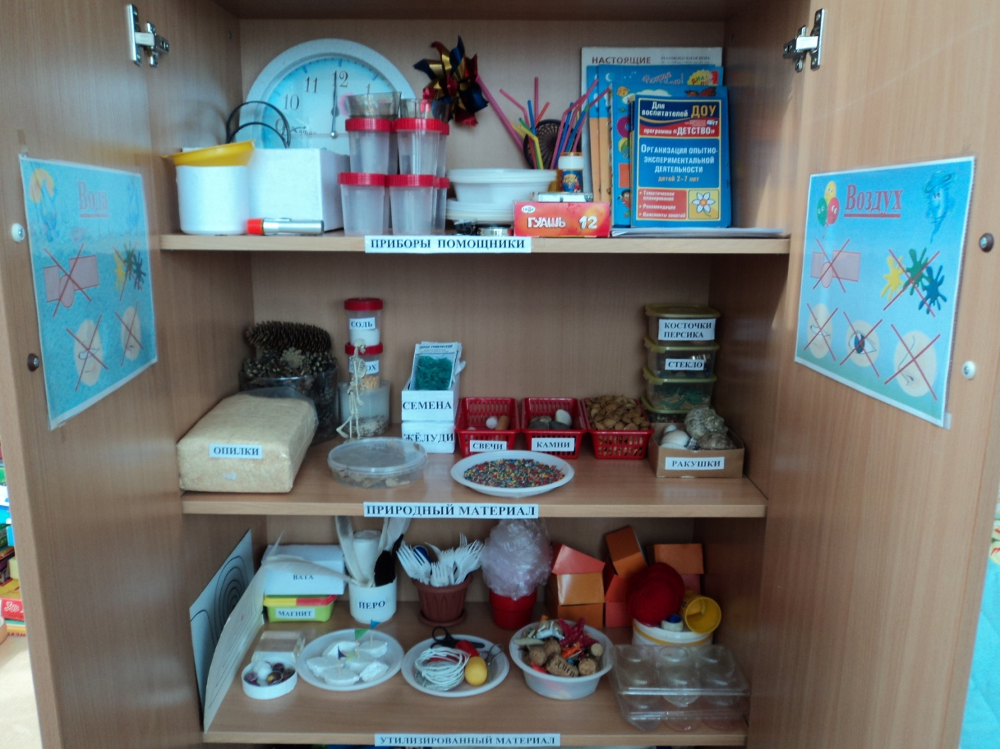 11
12
1
10
9
НАСТОЯЩИЕ
Для
воспитателей ДОУ
программа «ДЕТСТВО»
ОРГАНИЗАЦИЯ ОПЫТНО-
ЭКСПЕРИМЕНТАЛЬНОЙ
ДЕЯТЕЛЬНОСТИ
детей 2–7 лет
• Тематическое
планирование
• Рекомендации
• Конспекты занятий
ГУАШЬ 12
Вода
Воздух
ПРИБОРЫ ПОМОЩНИКИ
СОЛЬ
КОСТОЧКИ
ПЕРСИКА
СТЕКЛО
СЕМЕНА
ЖЁЛУДИ
СВЕЧИ
КАМНИ
ОПИЛКИ
РАКУШКИ
ПРИРОДНЫЙ МАТЕРИАЛ
ВАТА
МАГНИТ
ПЕРО
УТИЛИЗИРОВАННЫЙ МАТЕРИАЛ